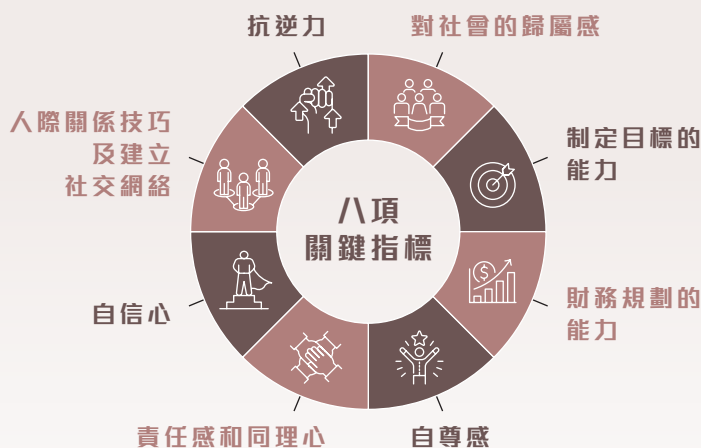 抗逆力
對社會的歸屬感
人際關係技巧
及建立
社交網絡
制定目標的
能力
八項
關鍵指標
自信心
財務規劃的
能力
責任感和同理心
自尊感
$